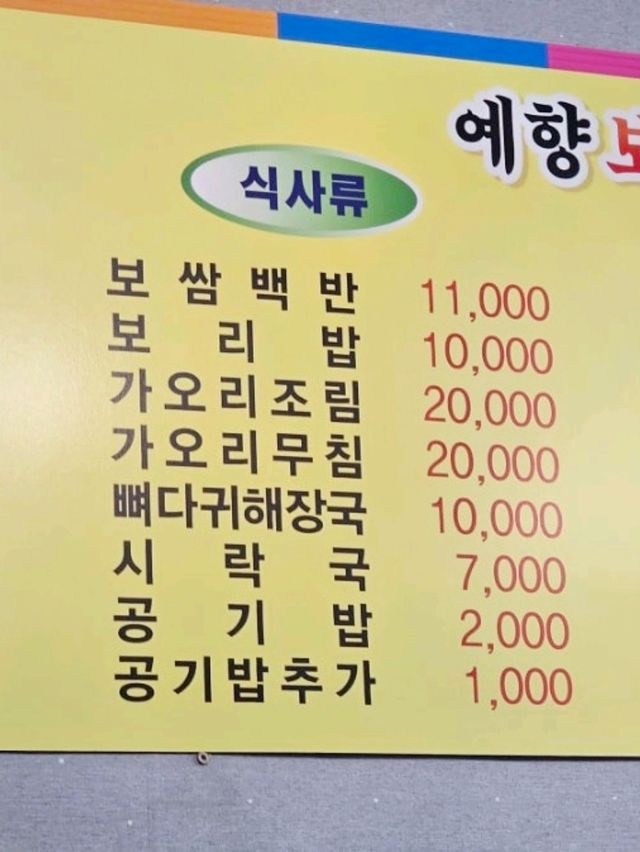 예향
식사류
보쌈백반 11,000
보리밥 10,000
가오리조림 20,000
가오리무침 20,000
뼈다귀해장국 10,000
시락국 7,000
공기밥 2,000
공기밥추가 1,000